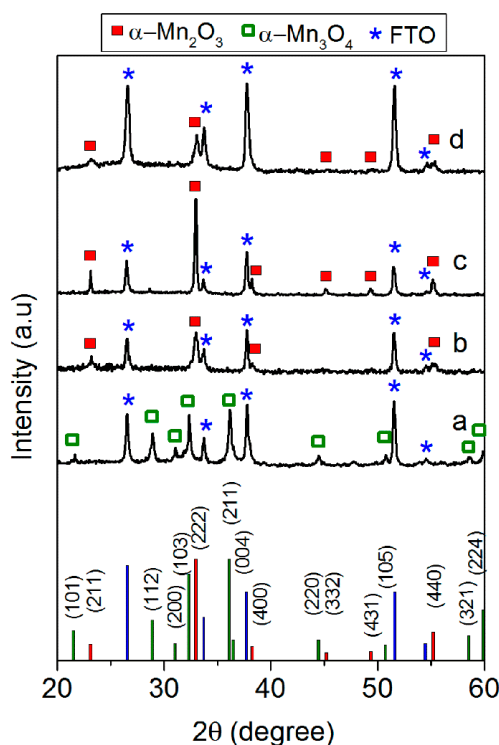 α–Mn₂O₃ α–Mn₃O₄ * FTO
d
c
b
a
Intensity (a.u)
(101)
(211)
(112)
(200)
(103)
(222)
(211)
(004)
(400)
(220)
(332)
(431)
(105)
(440)
(321)
(224)
20 30 40 50 60
2θ (degree)